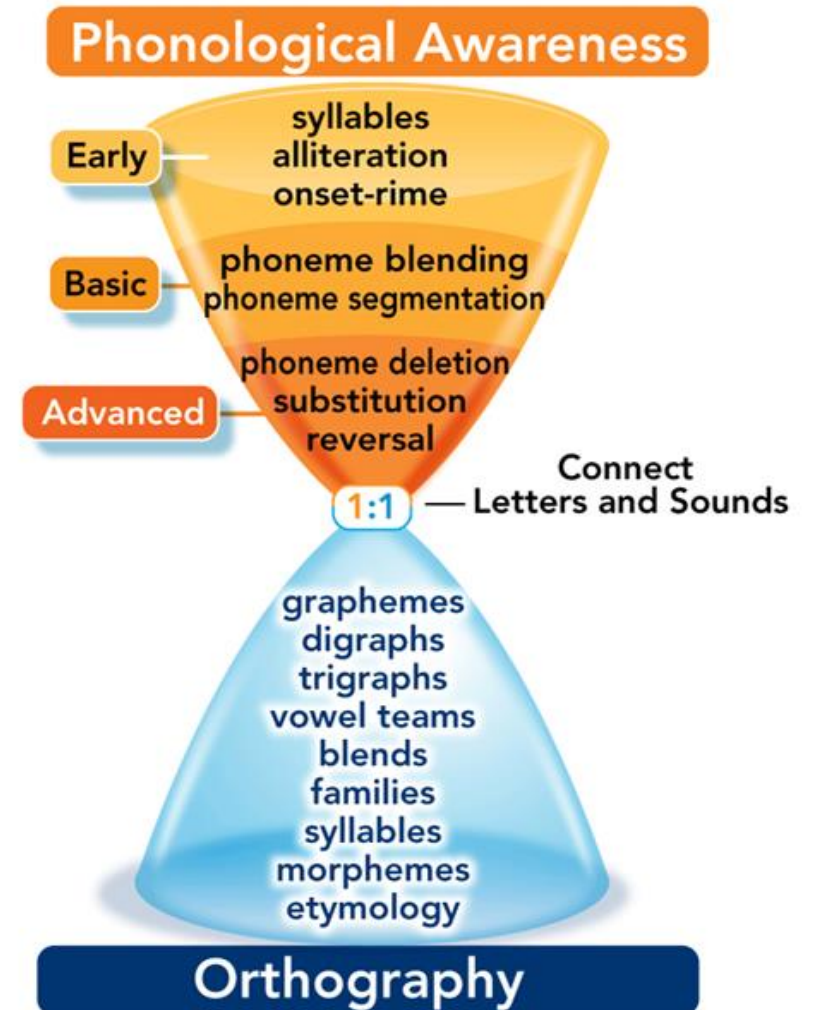 Phonological Awareness
Early
syllables
alliteration
onset-rime
Basic
phoneme blending
phoneme segmentation
Advanced
phoneme deletion
substitution
reversal
1:1
Connect
Letters and Sounds
graphemes
digraphs
trigraphs
vowel teams
blends
families
syllables
morphemes
etymology
Orthography